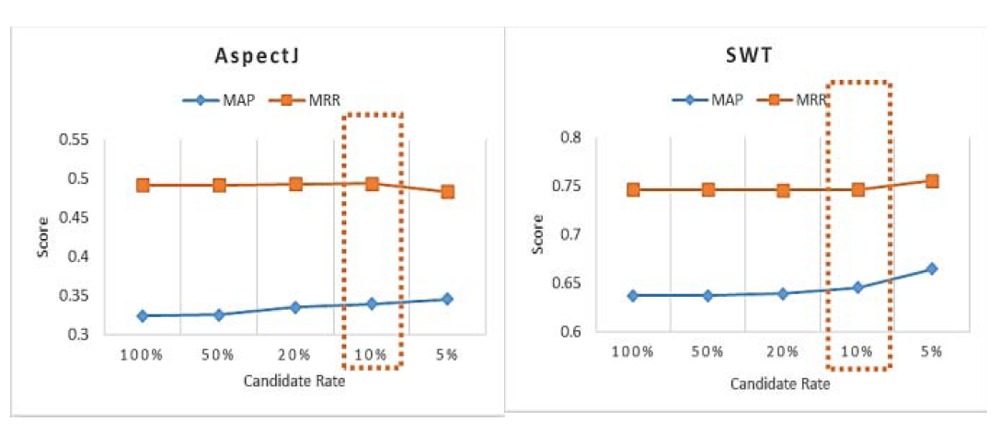 AspectJ
MAP MRR
0.55
0.5
0.45
0.4
0.35
0.3
Score
100% 50% 20% 10% 5%
Candidate Rate
SWT
MAP MRR
0.8
0.75
0.7
0.65
0.6
Score
100% 50% 20% 10% 5%
Candidate Rate